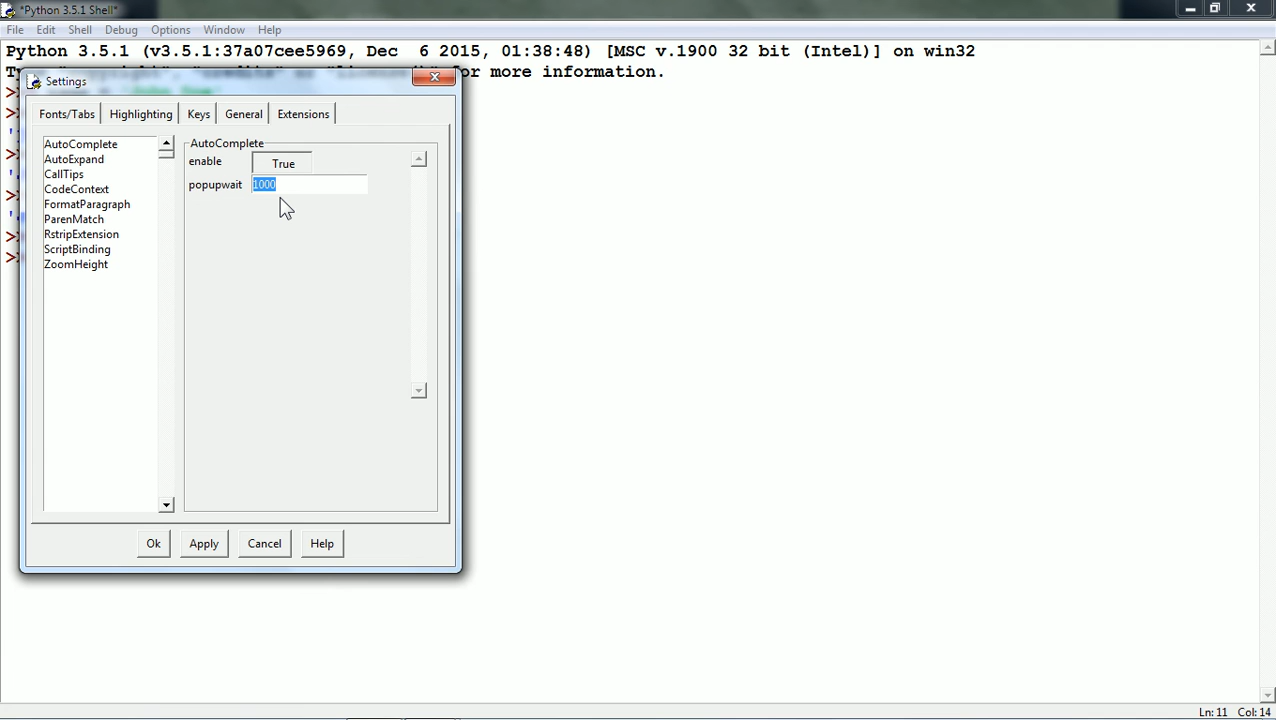 *Python 3.5.1 Shell*
File Edit Shell Debug Options Window Help
Python 3.5.1 (v3.5.1:37a07cee5969, Dec 6 2015, 01:38:48) [MSC v.1900 32 bit (Intel)] on win32
for more information.
Settings
Fonts/Tabs Highlighting Keys General Extensions
AutoComplete
AutoExpand
CallTips
CodeContext
FormatParagraph
ParenMatch
RstripExtension
ScriptBinding
ZoomHeight
AutoComplete
enable True
popupwait 1000
Ok Apply Cancel Help
Ln: 11 Col: 14